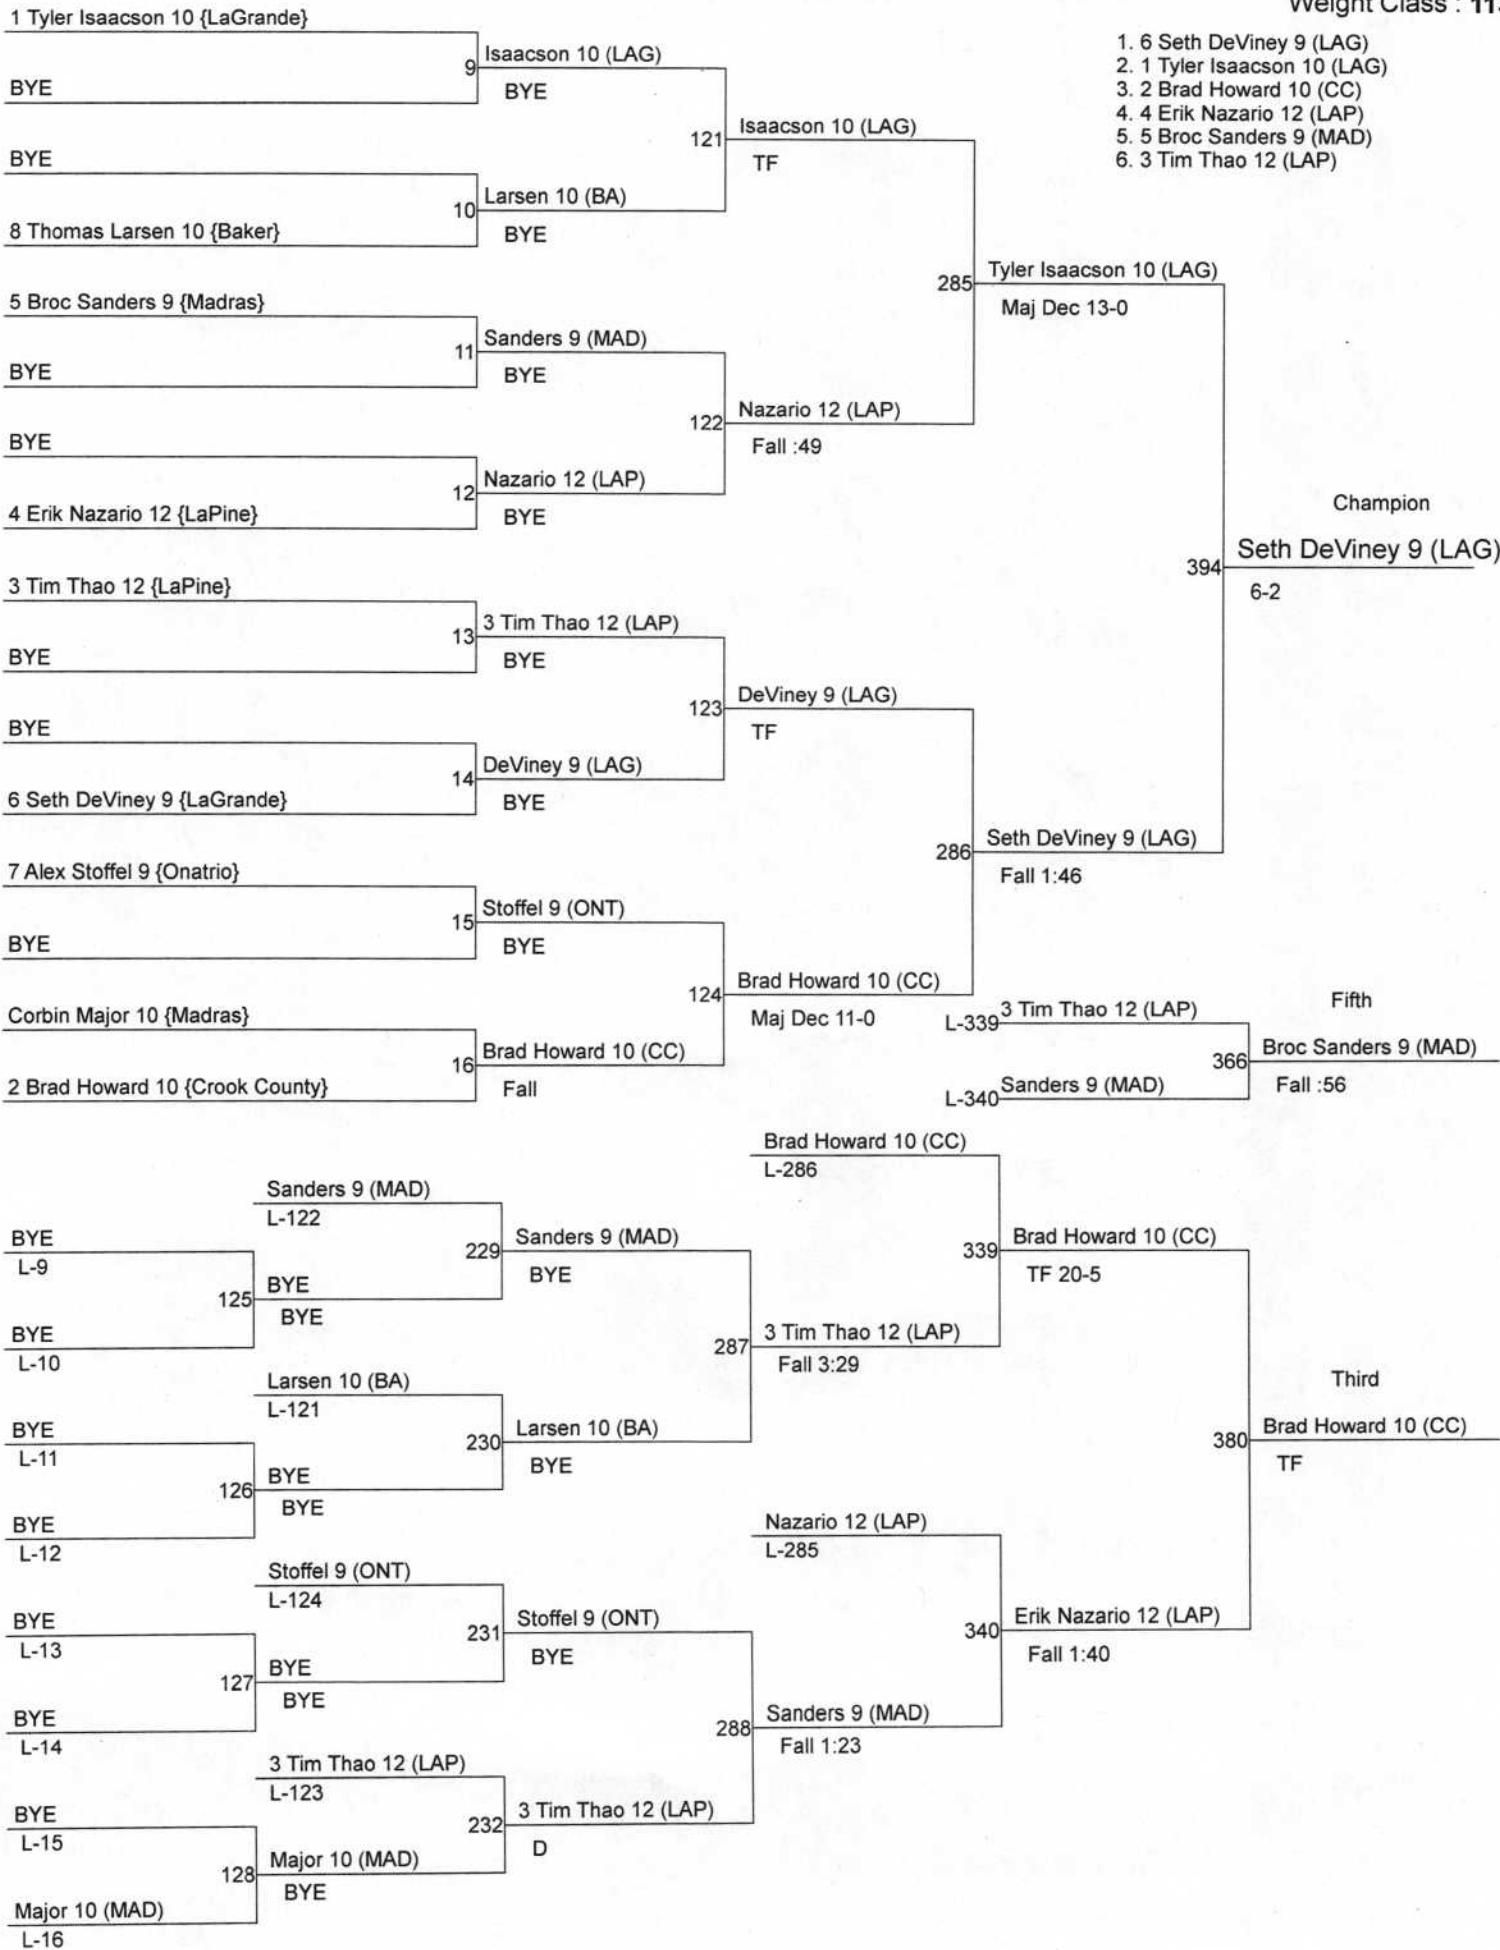 Weight Class : 11
1. 6 Seth DeViney 9 (LAG)
2. 1 Tyler Isaacson 10 (LAG)
3. 2 Brad Howard 10 (CC)
4. 4 Erik Nazario 12 (LAP)
5. 5 Broc Sanders 9 (MAD)
6. 3 Tim Thao 12 (LAP)
1 Tyler Isaacson 10 {LaGrande}
BYE
9
Isaacson 10 (LAG)
BYE
BYE
8 Thomas Larsen 10 {Baker}
10
Larsen 10 (BA)
BYE
121
Isaacson 10 (LAG)
TF
5 Broc Sanders 9 {Madras}
BYE
11
Sanders 9 (MAD)
BYE
BYE
4 Erik Nazario 12 {LaPine}
12
Nazario 12 (LAP)
BYE
122
Nazario 12 (LAP)
Fall :49
285
Tyler Isaacson 10 (LAG)
Maj Dec 13-0
3 Tim Thao 12 {LaPine}
BYE
13
3 Tim Thao 12 (LAP)
BYE
BYE
6 Seth DeViney 9 {LaGrande}
14
DeViney 9 (LAG)
BYE
123
DeViney 9 (LAG)
TF
7 Alex Stoffel 9 {Onatrio}
BYE
15
Stoffel 9 (ONT)
BYE
Corbin Major 10 {Madras}
2 Brad Howard 10 {Crook County}
16
Brad Howard 10 (CC)
Fall
124
Brad Howard 10 (CC)
Maj Dec 11-0
286
Seth DeViney 9 (LAG)
Fall 1:46
Champion
394
Seth DeViney 9 (LAG)
6-2
L-339
3 Tim Thao 12 (LAP)
L-340
Sanders 9 (MAD)
Fifth
366
Broc Sanders 9 (MAD)
Fall :56
BYE
L-9
BYE
L-10
125
BYE
BYE
Sanders 9 (MAD)
L-122
229
Sanders 9 (MAD)
BYE
BYE
L-11
BYE
L-12
126
BYE
BYE
Larsen 10 (BA)
L-121
230
Larsen 10 (BA)
BYE
287
3 Tim Thao 12 (LAP)
Fall 3:29
Brad Howard 10 (CC)
L-286
339
Brad Howard 10 (CC)
TF 20-5
BYE
L-13
BYE
L-14
127
BYE
BYE
Stoffel 9 (ONT)
L-124
231
Stoffel 9 (ONT)
BYE
BYE
L-15
Major 10 (MAD)
L-16
128
Major 10 (MAD)
BYE
3 Tim Thao 12 (LAP)
L-123
232
3 Tim Thao 12 (LAP)
D
288
Sanders 9 (MAD)
Fall 1:23
Nazario 12 (LAP)
L-285
340
Erik Nazario 12 (LAP)
Fall 1:40
Third
380
Brad Howard 10 (CC)
TF